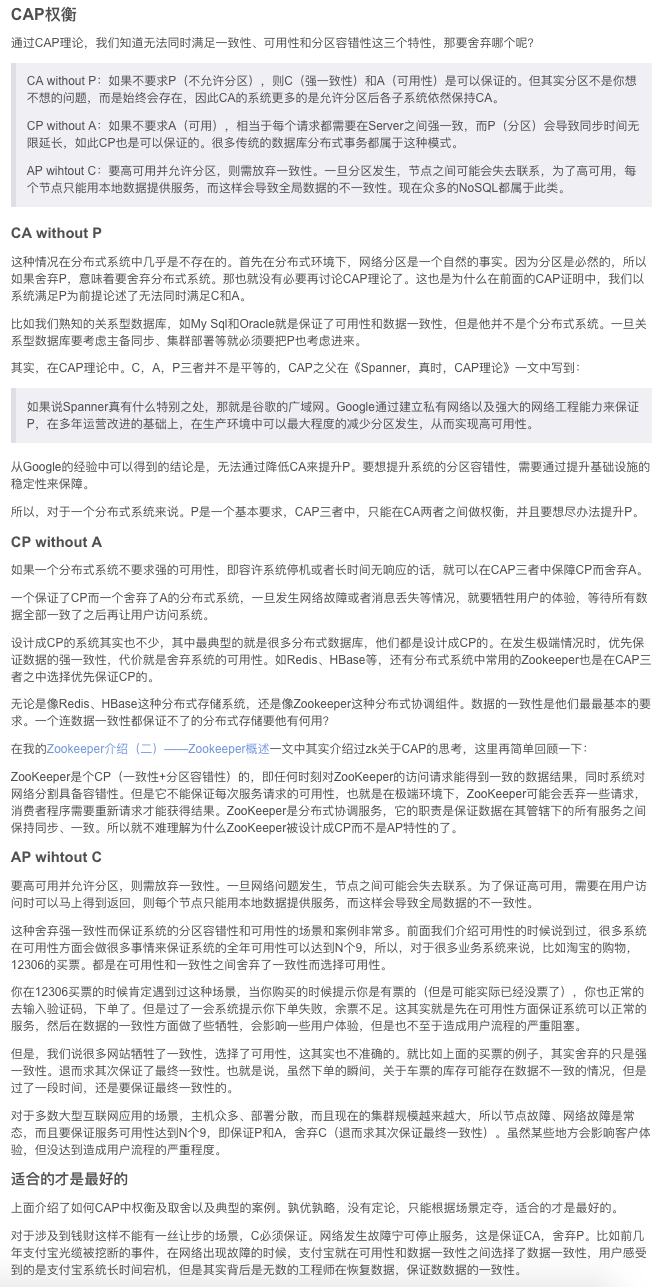 CAP权衡
通过CAP理论，我们知道无法同时满足一致性、可用性和分区容错性这三个特性，那要舍弃哪个呢？
CA without P：如果不要求P（不允许分区），则C（强一致性）和A（可用性）是可以保证的。但其实分区不是你想
不想的问题，而是始终会存在，因此CA的系统更多的是允许分区后各子系统依然保持CA。
CP without A：如果不要求A（可用），相当于每个请求都需要在Server之间强一致，而P（分区）会导致同步时间无
限延长，如此CP也是可以保证的。很多传统的数据库分布式事务都属于这种模式。
AP wihtout C：要高可用并允许分区，则需放弃一致性。一旦分区发生，节点之间可能会失去联系，为了高可用，每
个节点只能用本地数据提供服务，而这样会导致全局数据的不一致性。现在众多的NoSQL都属于此类。
CA without P
这种情况在分布式系统中几乎是不存在的。首先在分布式环境下，网络分区是一个自然的事实。因为分区是必然的，所以
如果舍弃P，意味着要舍弃分布式系统。那也就没有必要再讨论CAP理论了。这也是为什么在前面的CAP证明中，我们以
系统满足P为前提论述了无法同时满足C和A。
比如我们熟知的关系型数据库，如My Sql和Oracle就是保证了可用性和数据一致性，但是他并不是个分布式系统。一旦
关系型数据库要考虑主备同步、集群部署等就必须要把P也考虑进来。
其实，在CAP理论中。C，A，P三者并不是平等的，CAP之父在《Spanner，真时，CAP理论》一文中写到：
如果说Spanner真有什么特别之处，那就是谷歌的广域网。Google通过建立私有网络以及强大的网络工程能力来保证
P，在多年运营改进的基础上，在生产环境中可以最大程度的减少分区发生，从而实现高可用性。
从Google的经验中可以得到的结论是，无法通过降低CA来提升P。要想提升系统的分区容错性，需要通过提升基础设施的
稳定性来保障。
所以，对于一个分布式系统来说。P是一个基本要求，CAP三者中，只能在CA两者之间做权衡，并且要想尽办法提升P。
CP without A
如果一个分布式系统不要求强的可用性，即容许系统停机或者长时间无响应的话，就可以在CAP三者中保障CP而舍弃A。
一个保证了CP而一个舍弃了A的分布式系统，一旦发生网络故障或者消息丢失等情况，就要牺牲用户的体验，等待所有数
据全部一致了之后再让用户访问系统。
设计成CP的系统其实也不少，其中最典型的就是很多分布式数据库，他们都是设计成CP的。在发生极端情况时，优先保
证数据的强一致性，代价就是舍弃系统的可用性。如Redis、HBase等，还有分布式系统中常用的Zookeeper也是在CAP三
者之中选择优先保证CP的。
无论是像Redis、HBase这种分布式存储系统，还是像Zookeeper这种分布式协调组件。数据的一致性是他们最最基本的要
求。一个连数据一致性都保证不了的分布式存储要他有何用？
在我的Zookeeper介绍（二）——Zookeeper概述一文中其实介绍过zk关于CAP的思考，这里再简单回顾一下：
ZooKeeper是个CP（一致性+分区容错性）的，即任何时刻对ZooKeeper的访问请求能得到一致的数据结果，同时系统对
网络分割具备容错性。但是它不能保证每次服务请求的可用性，也就是在极端环境下，ZooKeeper可能会丢弃一些请求，
消费者程序需要重新请求才能获得结果。ZooKeeper是分布式协调服务，它的职责是保证数据在其管辖下的所有服务之间
保持同步、一致。所以就不难理解为什么ZooKeeper被设计成CP而不是AP特性的了。
AP wihtout C
要高可用并允许分区，则需放弃一致性。一旦网络问题发生，节点之间可能会失去联系。为了保证高可用，需要在用户访
问时可以马上得到返回，则每个节点只能用本地数据提供服务，而这样会导致全局数据的不一致性。
这种舍弃强一致性而保证系统的分区容错性和可用性的场景和案例非常多。前面我们介绍可用性的时候说到过，很多系统
在可用性方面会做很多事情来保证系统的全年可用性可以达到N个9，所以，对于很多业务系统来说，比如淘宝的购物，
12306的买票。都是在可用性和一致性之间舍弃了一致性而选择可用性。
你在12306买票的时候肯定遇到过这种场景，当你购买的时候提示你是有票的（但是可能实际已经没票了），你也正常的
去输入验证码，下单了。但是过了一会系统提示你下单失败，余票不足。这其实就是先在可用性方面保证系统可以正常的
服务，然后在数据的一致性方面做了些牺牲，会影响一些用户体验，但是也不至于造成用户流程的严重阻塞。
但是，我们说很多网站牺牲了一致性，选择了可用性，这其实也不准确的。就比如上面的买票的例子，其实舍弃的只是强
一致性。退而求其次保证了最终一致性。也就是说，虽然下单的瞬间，关于车票的库存可能存在数据不一致的情况，但是
过了一段时间，还是要保证最终一致性的。
对于多数大型互联网应用的场景，主机众多、部署分散，而且现在的集群规模越来越大，所以节点故障、网络故障是常
态，而且要保证服务可用性达到N个9，即保证P和A，舍弃C（退而求其次保证最终一致性）。虽然某些地方会影响客户体
验，但没达到造成用户流程的严重程度。
适合的才是最好的
上面介绍了如何CAP中权衡及取舍以及典型的案例。孰优孰略，没有定论，只能根据场景定夺，适合的才是最好的。
对于涉及到钱财这样不能有一丝让步的场景，C必须保证。网络发生故障宁可停止服务，这是保证CA，舍弃P。比如前几
年支付宝光缆被挖断的事件，在网络出现故障的时候，支付宝就在可用性和数据一致性之间选择了数据一致性，用户感受
到的是支付宝系统长时间宕机，但是其实背后是无数的工程师在恢复数据，保证数数据的一致性。